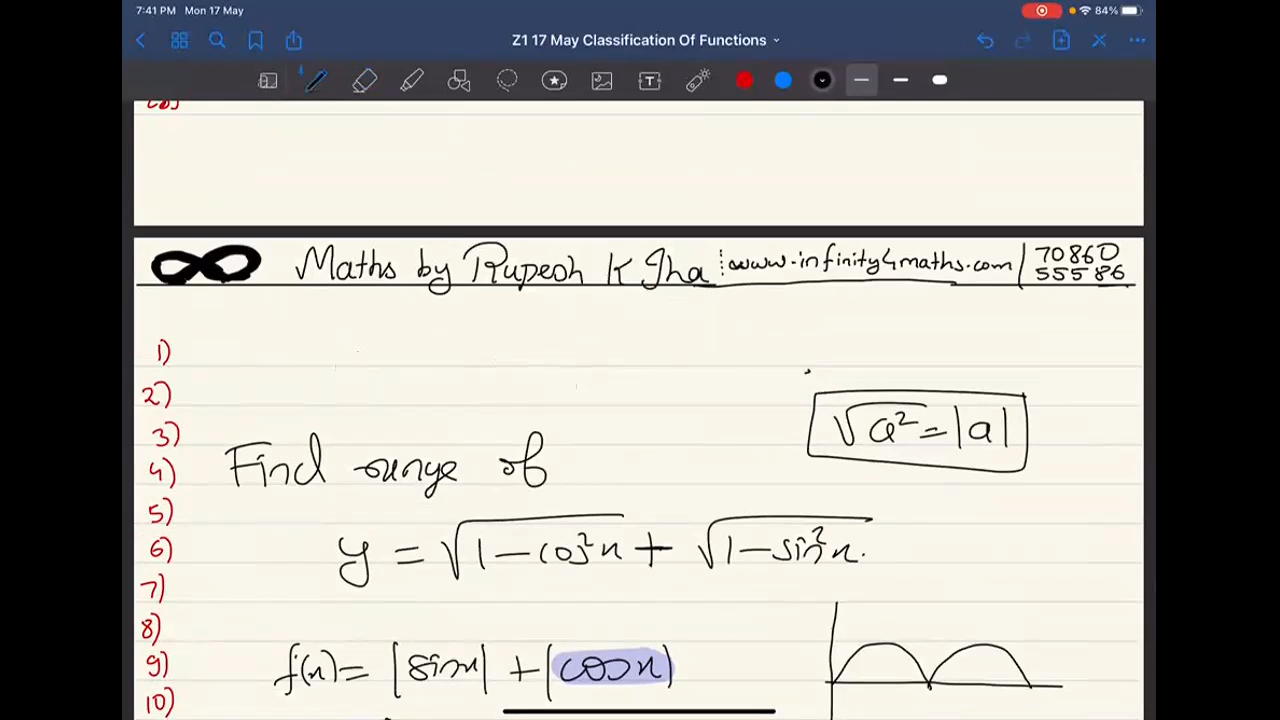 7:41 PM Mon 17 May
84%
Z1 17 May Classification Of Functions
Maths by Rupesh K Jha www.infinity4maths.com 70860 55586
1)
2)
√a² = |a|
3)
Find range of
4)
5)
y = √1-cos²x + √1-sin²x.
6)
7)
8)
f(x) = |sinx| + |cosx|
9)
10)